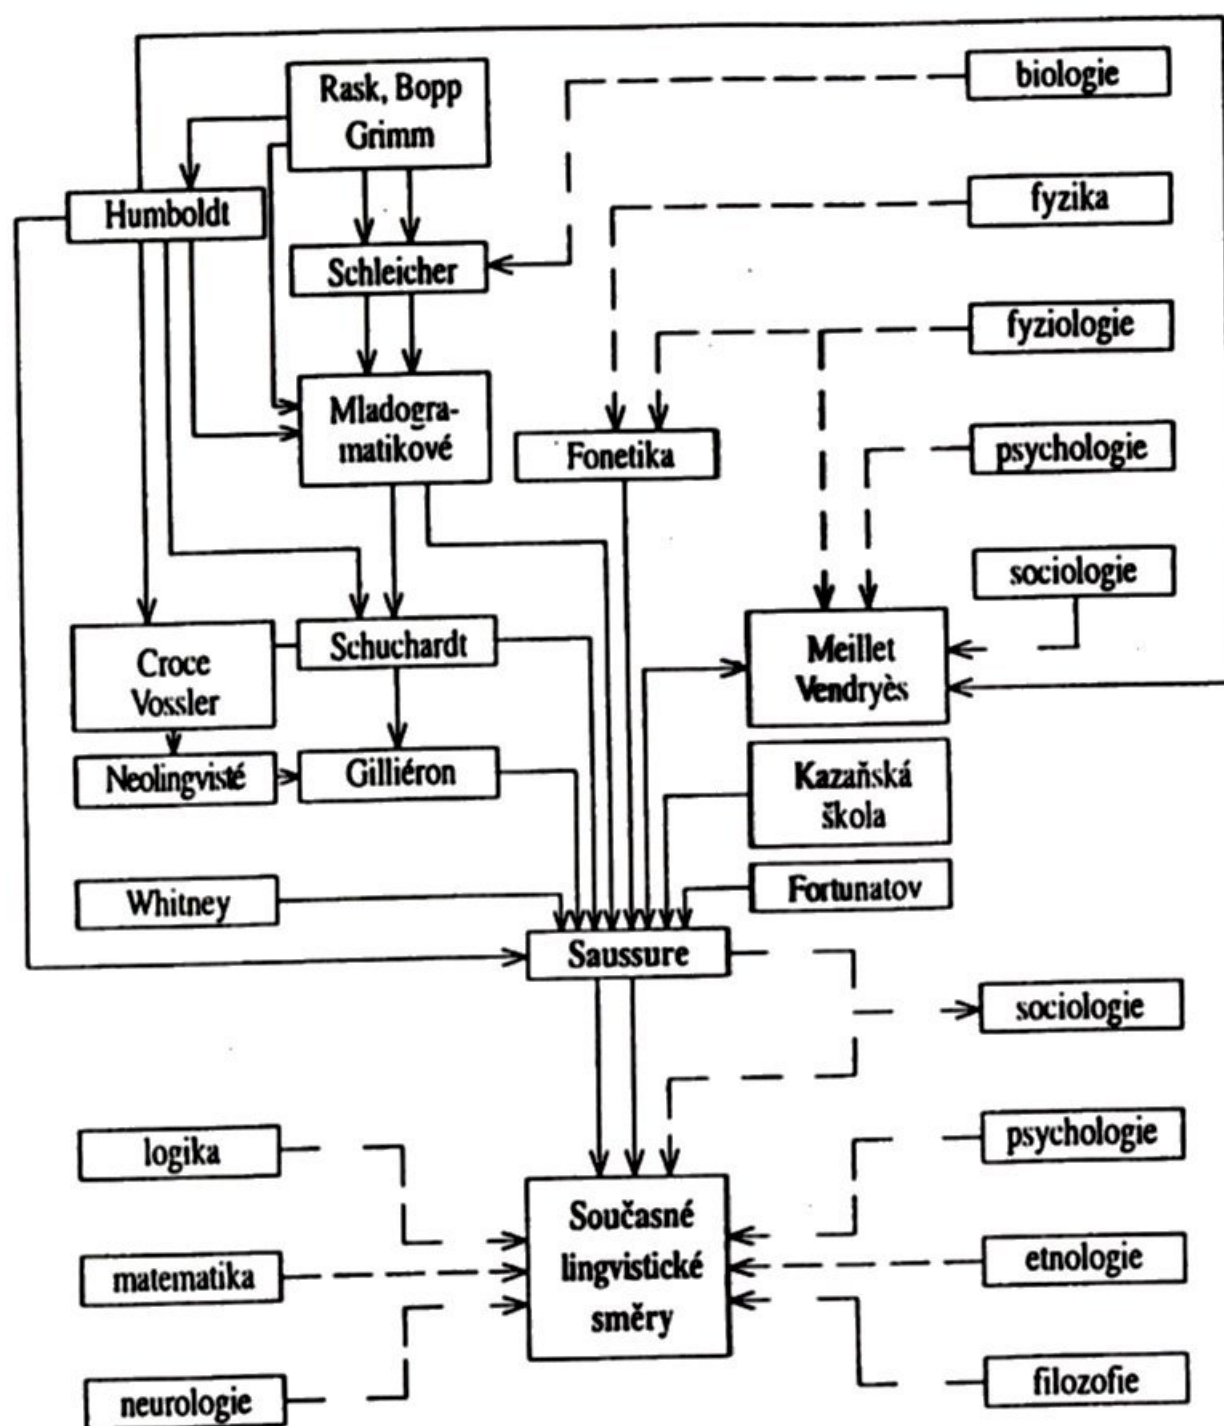 Rask, Bopp
Grimm
biologie
Humboldt
fyzika
Schleicher
fyziologie
Mladogra-
matikové
Fonetika
psychologie
sociologie
Croce
Vossler
Schuchardt
Meillet
Vendryès
Neolingvisté
Gilliéron
Kazaňská
škola
Whitney
Fortunatov
Saussure
sociologie
logika
psychologie
Současné
lingvistické
směry
matematika
etnologie
neurologie
filozofie